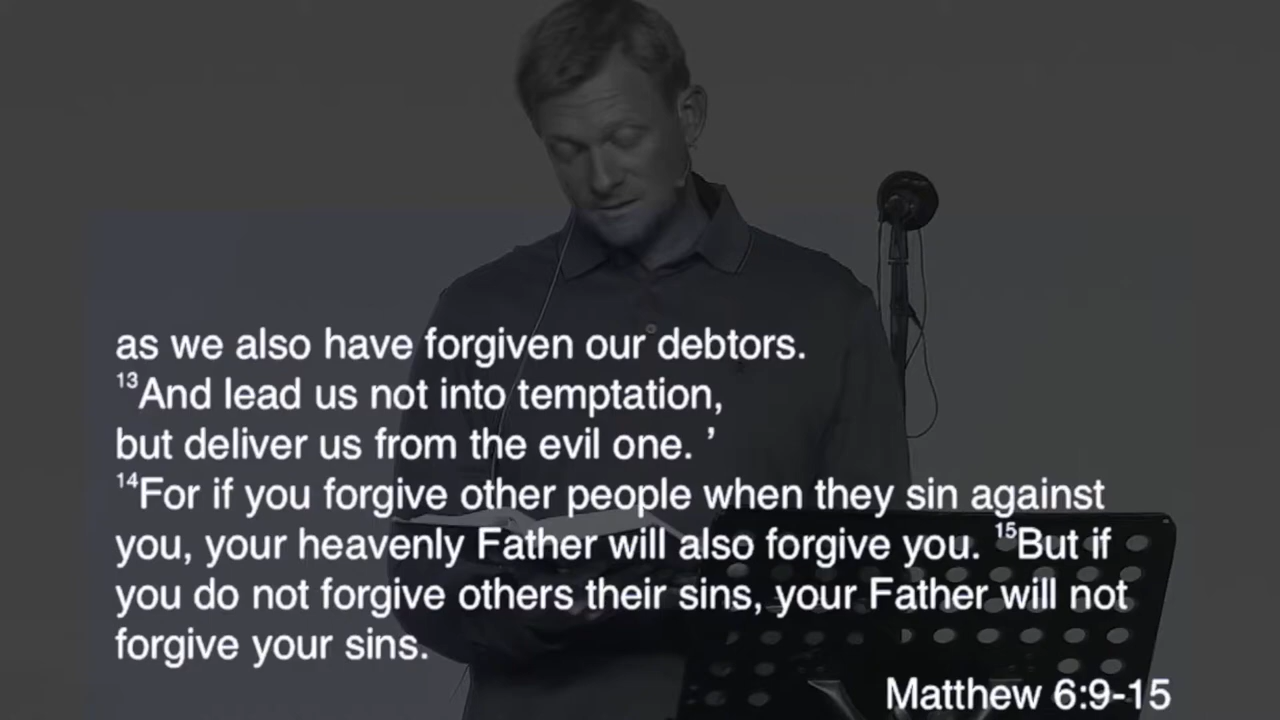 as we also have forgiven our debtors.
¹³And lead us not into temptation,
but deliver us from the evil one. ’
¹⁴For if you forgive other people when they sin against
you, your heavenly Father will also forgive you. ¹⁵But if
you do not forgive others their sins, your Father will not
forgive your sins.
Matthew 6:9-15